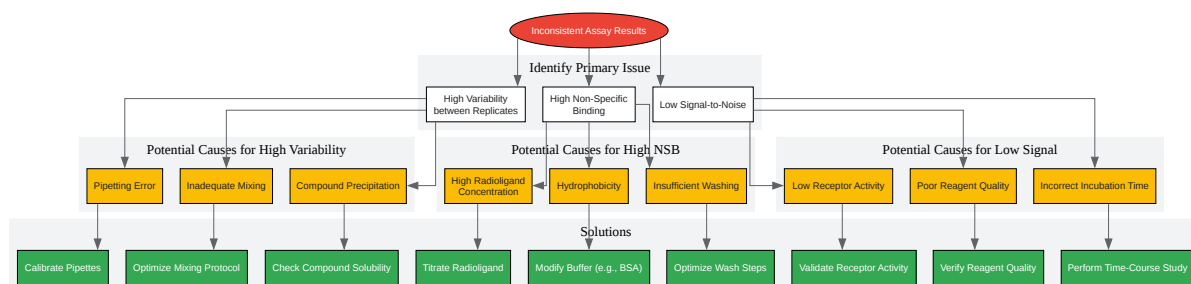 Inconsistent Assay Results
Identify Primary Issue
High Variability
between Replicates
High Non-Specific
Binding
Low Signal-to-Noise
Potential Causes for High Variability
Potential Causes for High NSB
Potential Causes for Low Signal
Pipetting Error
Inadequate Mixing
Compound Precipitation
High Radioligand
Concentration
Hydrophobicity
Insufficient Washing
Low Receptor Activity
Poor Reagent Quality
Incorrect Incubation Time
Solutions
Calibrate Pipettes
Optimize Mixing Protocol
Check Compound Solubility
Titrate Radioligand
Modify Buffer (e.g., BSA)
Optimize Wash Steps
Validate Receptor Activity
Verify Reagent Quality
Perform Time-Course Study